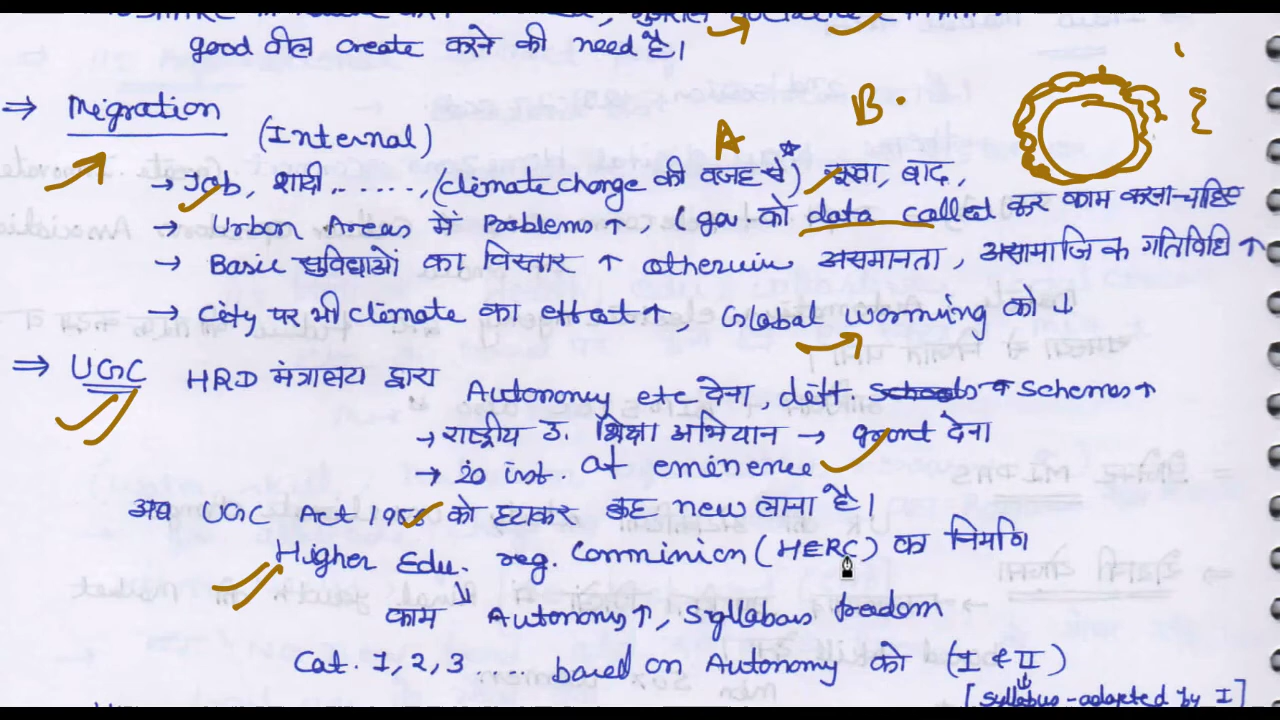 good नील create करने की need है।
⇒ Migration
(Internal)
→ Job, शादी ......, (climate change की वजह से) सूखा, बाढ़,
A B.
→ Urban Areas में Problems ↑, (gov को data collect कर काम करना चाहिए
→ Basic सुविधाओं का विस्तार ↑ otherwise असमानता, असामाजिक गतिविधि ↑
→ City पर भी climate का effect ↑, Global worming को ↓
⇒ UGC HRD मंत्रालय द्वारा
Autonomy etc देना, diff. Schemes ↑
→ राष्ट्रीय उ. शिक्षा अभियान → grant देना
→ 20 inst of eminence
अब UGC Act को हटाकर कुछ new लाना है।
Higher Edu. reg. Commission (HERC) का निर्माण
काम Autonomy ↑, Syllabus freedom
Cat. 1, 2, 3 .... based on Autonomy को (I & II)
[Syllabus-adapted by I]